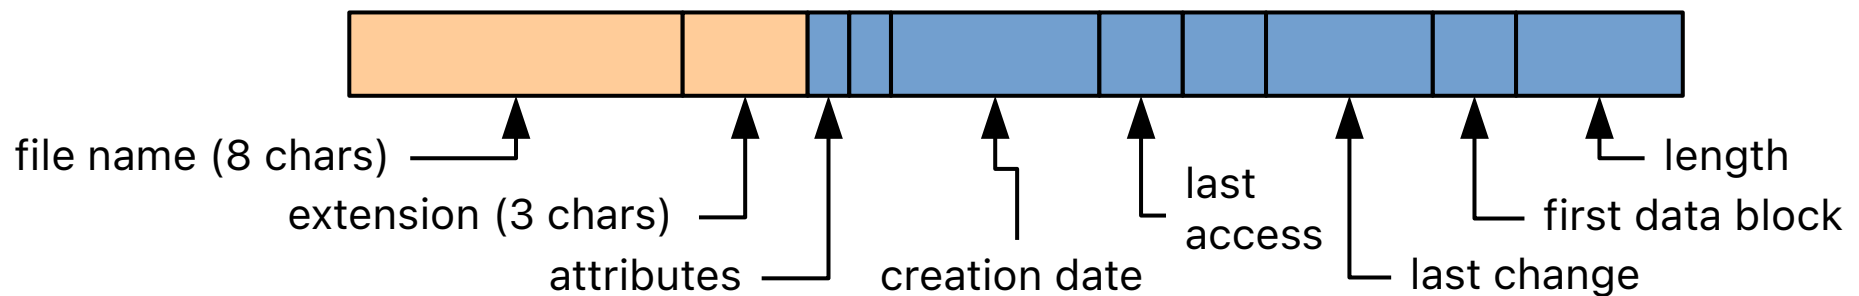 file name (8 chars)
extension (3 chars)
attributes
creation date
last
access
last change
first data block
length